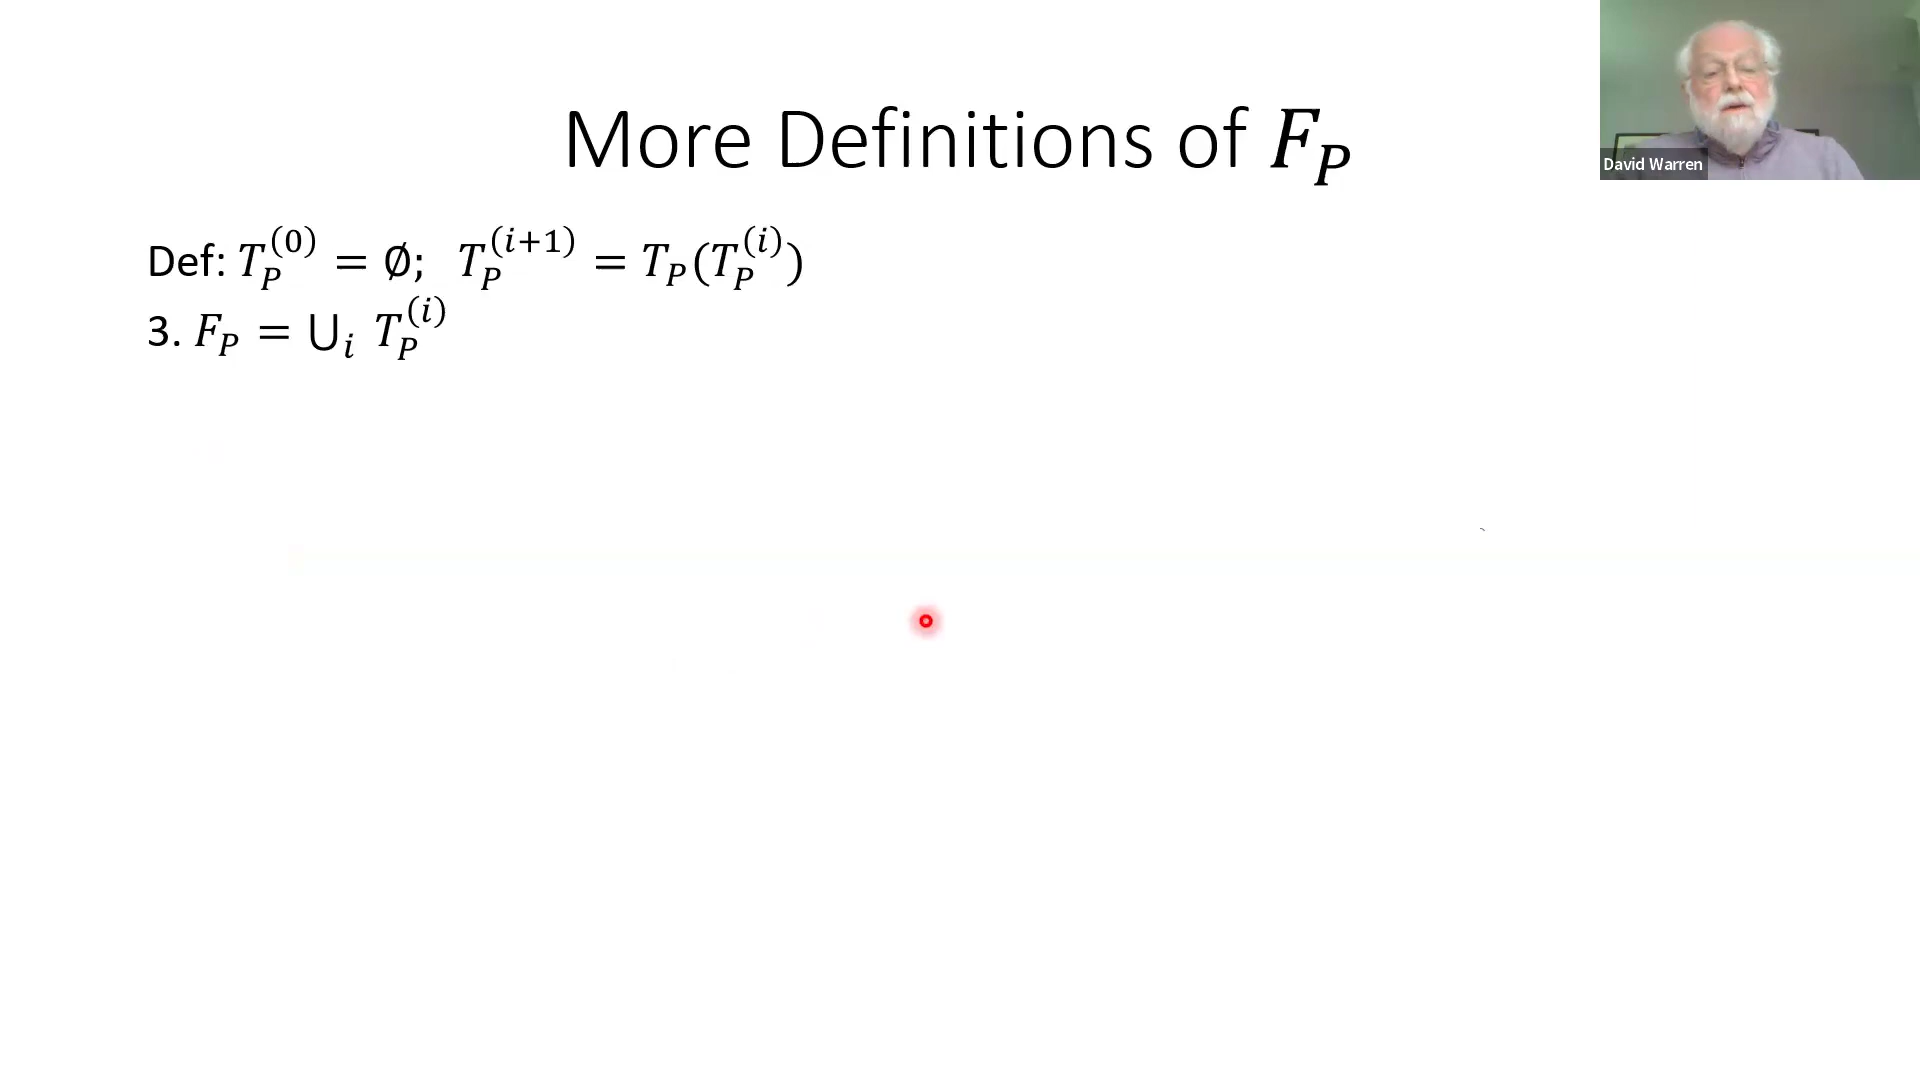 More Definitions of F_P
David Warren
Def: T_P^{(0)} = ∅; T_P^{(i+1)} = T_P(T_P^{(i)})
3. F_P = ⋃_i T_P^{(i)}